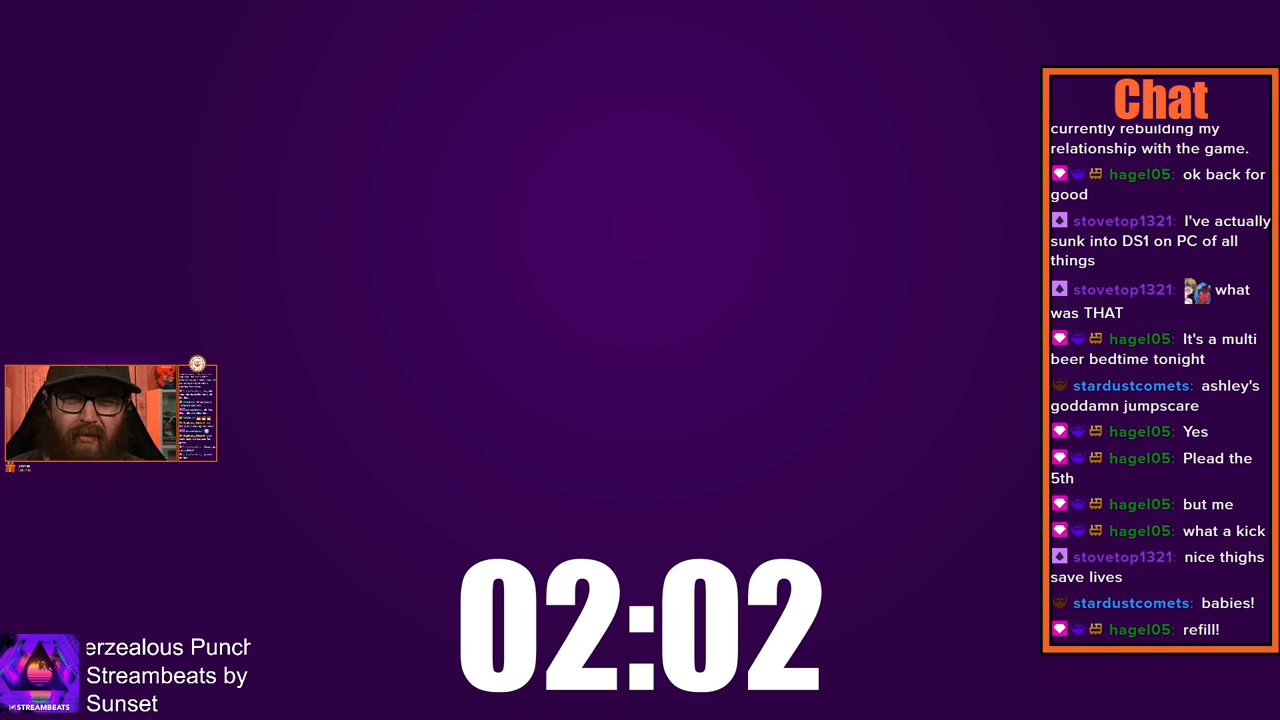 Chat
currently rebuilding my
relationship with the game.
hagel05: ok back for
good
stovetop1321: I've actually
sunk into DS1 on PC of all
things
stovetop1321: what
was THAT
hagel05: It's a multi
beer bedtime tonight
stardustcomets: ashley's
goddamn jumpscare
hagel05: Yes
hagel05: Plead the
5th
hagel05: but me
hagel05: what a kick
stovetop1321: nice thighs
save lives
stardustcomets: babies!
hagel05: refill!
02:02
erzealous Punch
Streambeats by
Sunset
STREAMBEATS